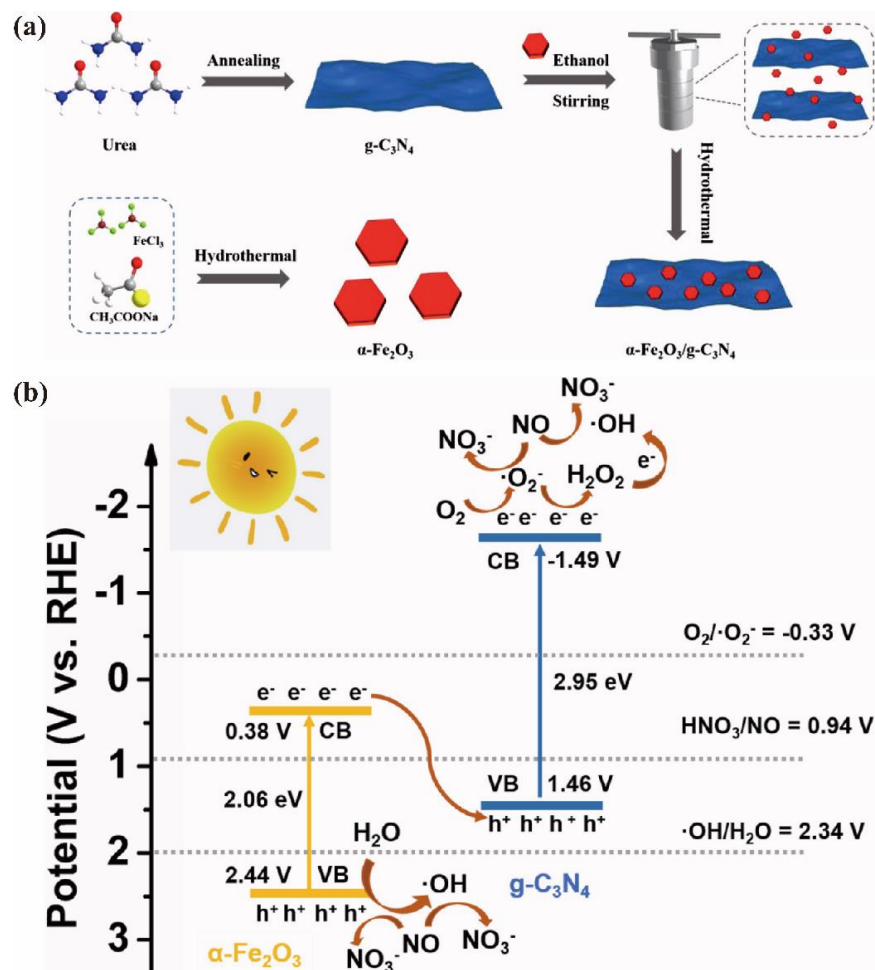 (a)
Urea
Annealing
g-C₃N₄
Ethanol
Stirring
Hydrothermal
FeCl₃
CH₃COONa
Hydrothermal
α-Fe₂O₃
α-Fe₂O₃/g-C₃N₄
(b)
Potential (V vs. RHE)
-2
-1
0
1
2
3
NO₃⁻
NO₃⁻
NO
·OH
O₂
·O₂⁻
H₂O₂
e⁻
e⁻ e⁻ e⁻ e⁻
CB -1.49 V
O₂/·O₂⁻ = -0.33 V
2.95 eV
e⁻ e⁻ e⁻ e⁻
0.38 V CB
HNO₃/NO = 0.94 V
2.06 eV
VB 1.46 V
h⁺ h⁺ h⁺ h⁺
H₂O
·OH/H₂O = 2.34 V
2.44 V VB
·OH
g-C₃N₄
h⁺ h⁺ h⁺ h⁺
α-Fe₂O₃
NO₃⁻
NO
NO₃⁻